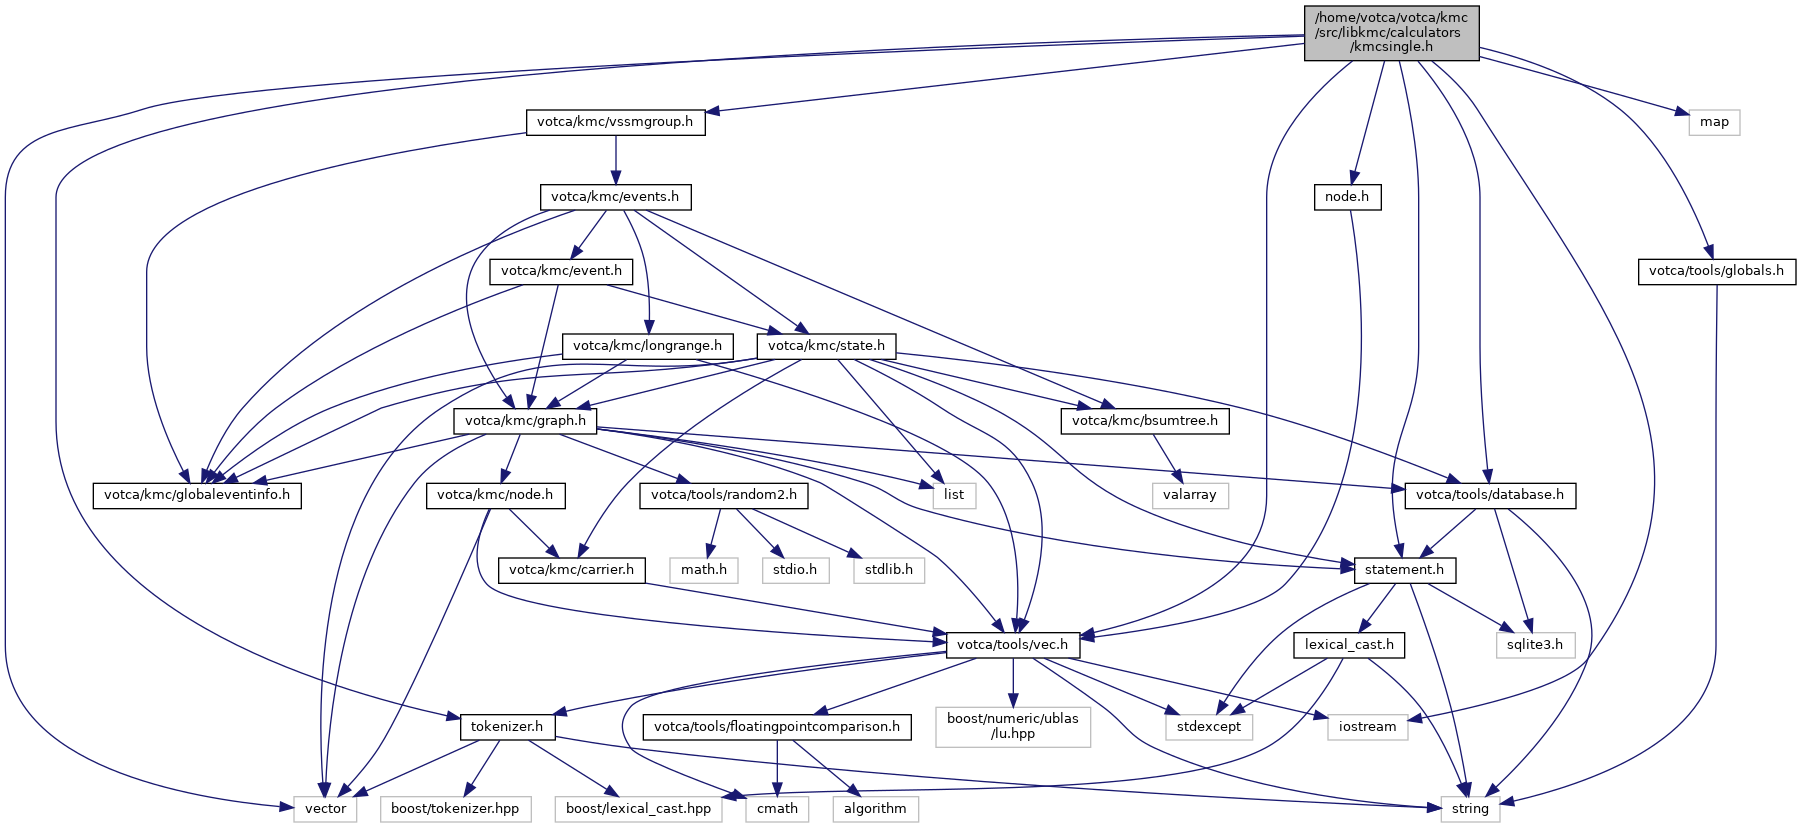 /home/votca/votca/kmc
/src/libkmc/calculators
/kmcsingle.h
votca/kmc/vssmgroup.h
map
votca/kmc/events.h
node.h
votca/kmc/event.h
votca/tools/globals.h
votca/kmc/longrange.h
votca/kmc/state.h
votca/kmc/graph.h
votca/kmc/bsumtree.h
votca/kmc/globaleventinfo.h
votca/kmc/node.h
votca/tools/random2.h
list
valarray
votca/tools/database.h
votca/kmc/carrier.h
math.h
stdio.h
stdlib.h
statement.h
votca/tools/vec.h
lexical_cast.h
sqlite3.h
tokenizer.h
votca/tools/floatingpointcomparison.h
boost/numeric/ublas
/lu.hpp
stdexcept
iostream
vector
boost/tokenizer.hpp
boost/lexical_cast.hpp
cmath
algorithm
string